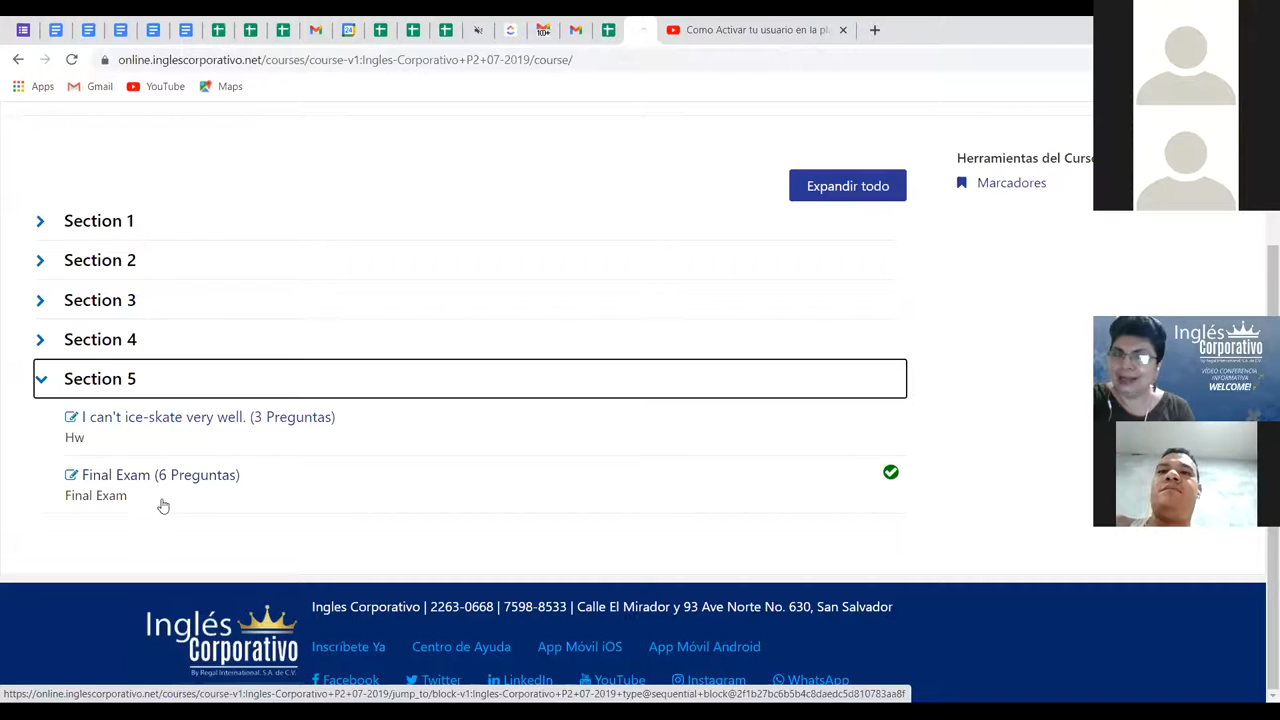 Como Activar tu usuario en la pl
online.inglescorporativo.net/courses/course-v1:Ingles-Corporativo+P2+07-2019/course/
Apps Gmail YouTube Maps
Herramientas del Curs
Marcadores
Expandir todo
Section 1
Section 2
Section 3
Section 4
Section 5
I can't ice-skate very well. (3 Preguntas)
Hw
Final Exam (6 Preguntas)
Final Exam
Inglés
Corporativo
By Regal International, S.A. de C.V.
VIDEO CONFERENCIA
INFORMATIVA
WELCOME!
Ingles Corporativo | 2263-0668 | 7598-8533 | Calle El Mirador y 93 Ave Norte No. 630, San Salvador
Inglés
Corporativo
By Regal International, S.A. de C.V.
Inscríbete Ya Centro de Ayuda App Móvil iOS App Móvil Android
Facebook Twitter LinkedIn YouTube Instagram WhatsApp
https://online.inglescorporativo.net/courses/course-v1:Ingles-Corporativo+P2+07-2019/jump_to/block-v1:Ingles-Corporativo+P2+07-2019+type@sequential+block@2f1b27bc6b5b4c8daedc5d810783aa8f